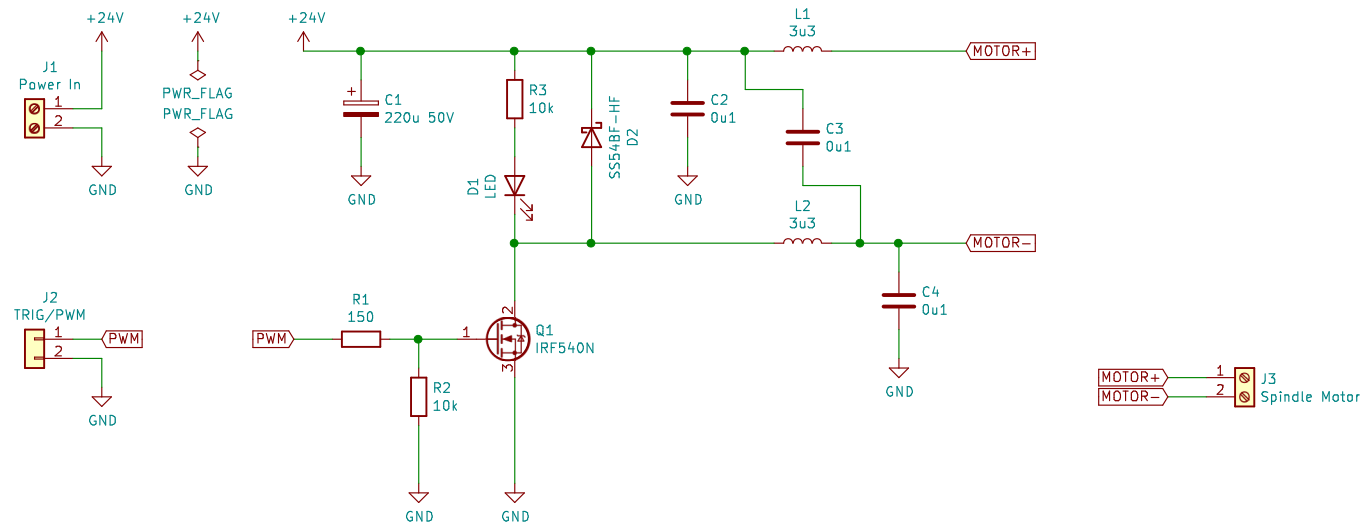 +24V
+24V
+24V
J1
Power In
1
2
GND
PWR_FLAG
PWR_FLAG
GND
+
C1
220u 50V
GND
R3
10k
D1
LED
SS54BF-HF
D2
C2
0u1
GND
L1
3u3
MOTOR+
C3
0u1
L2
3u3
MOTOR-
C4
0u1
GND
J2
TRIG/PWM
1
2
PWM
GND
PWM
R1
150
R2
10k
GND
1
2
3
Q1
IRF540N
GND
MOTOR+
MOTOR-
1
2
J3
Spindle Motor